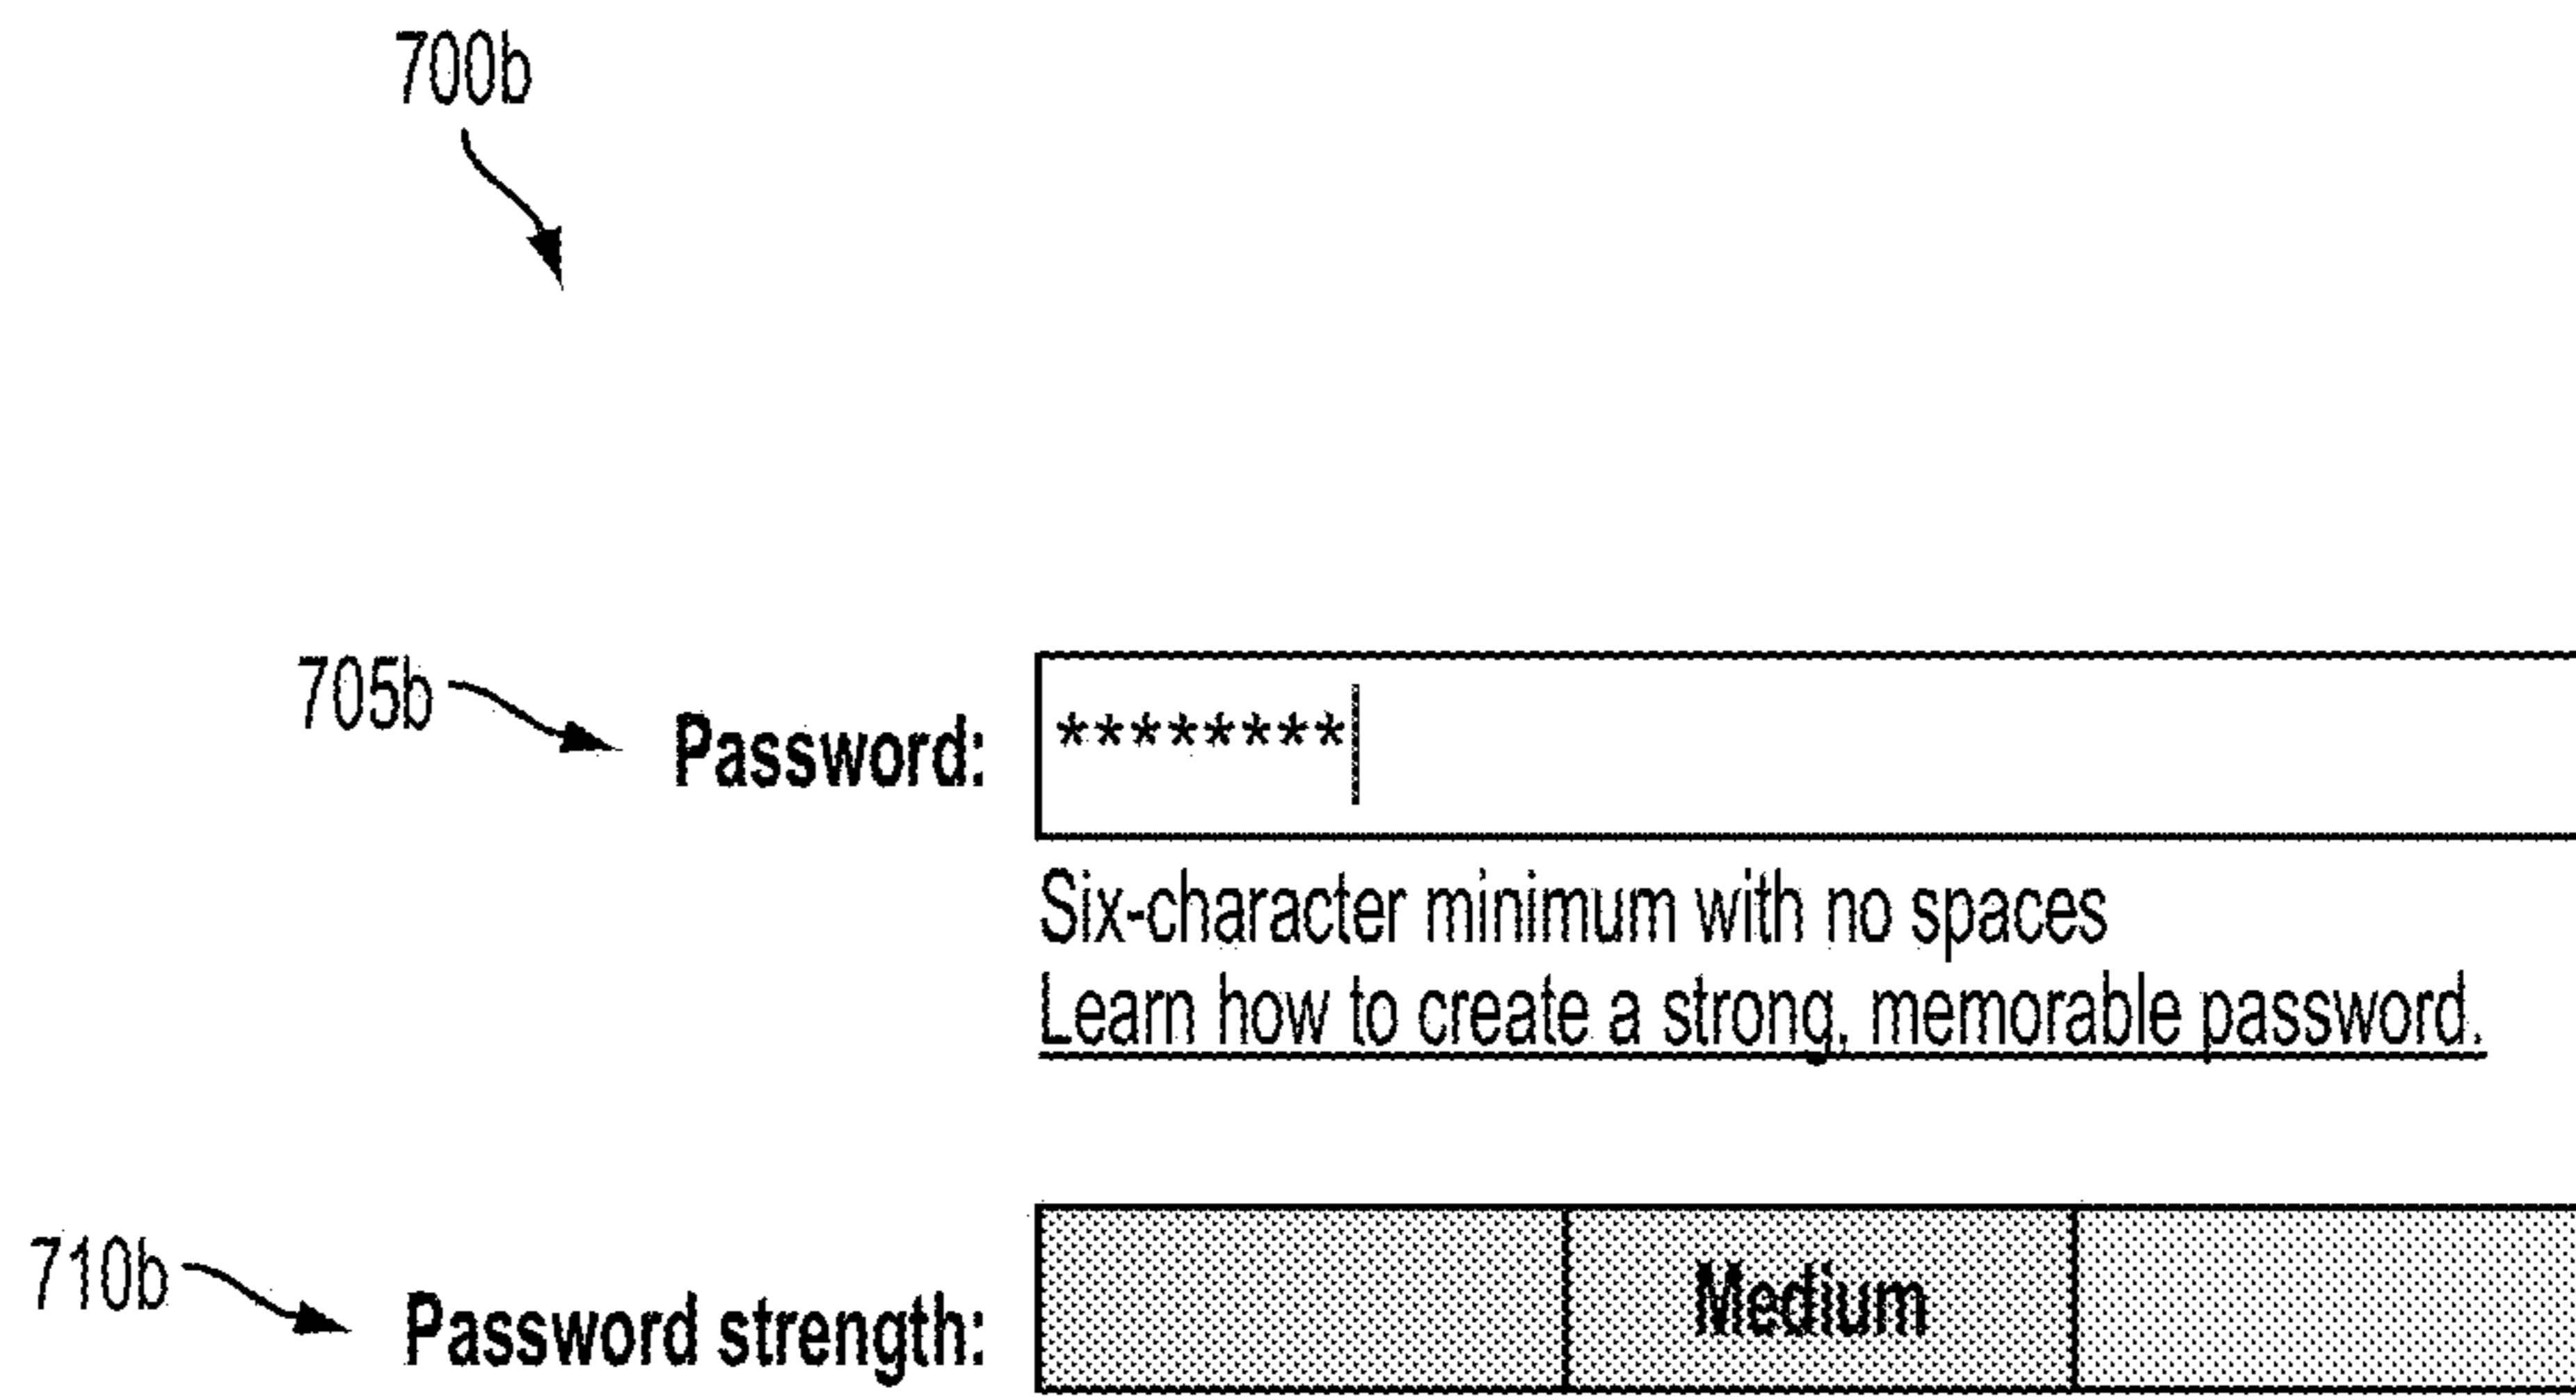 700b
705b
Password: ********
Six-character minimum with no spaces
Learn how to create a strong, memorable password.
710b
Password strength: Medium